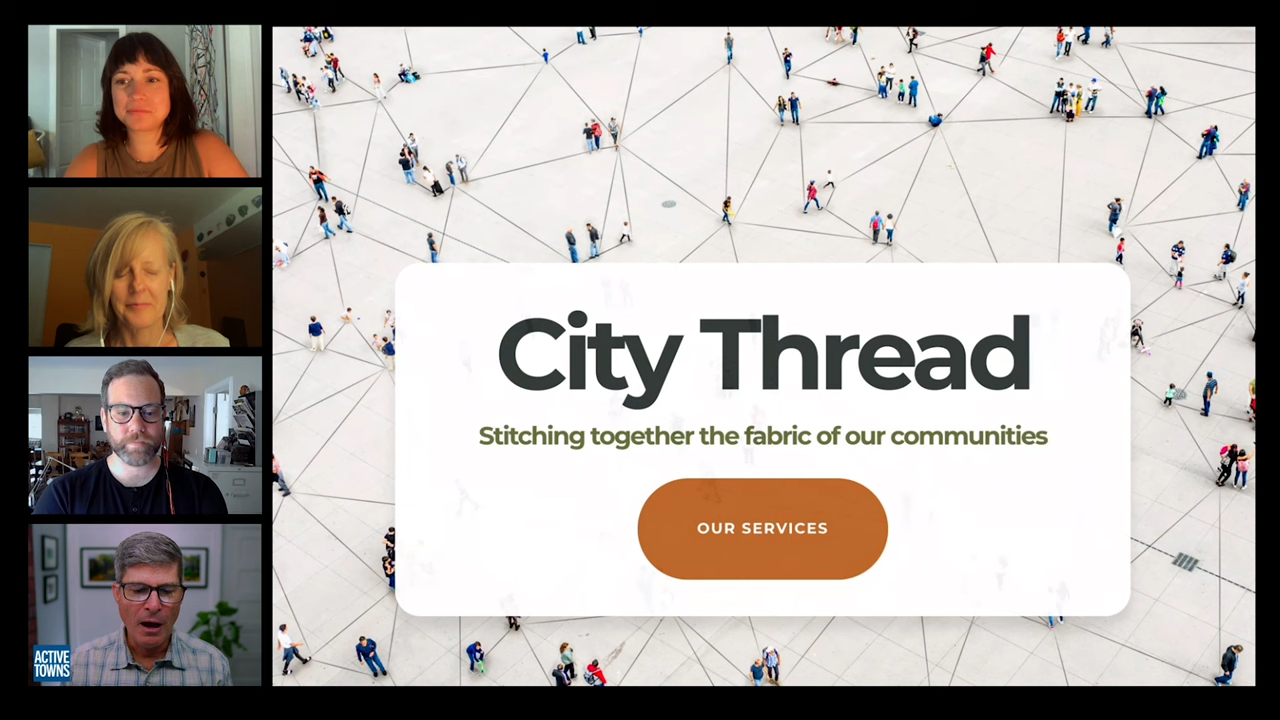 City Thread
Stitching together the fabric of our communities
OUR SERVICES
ACTIVE
TOWNS